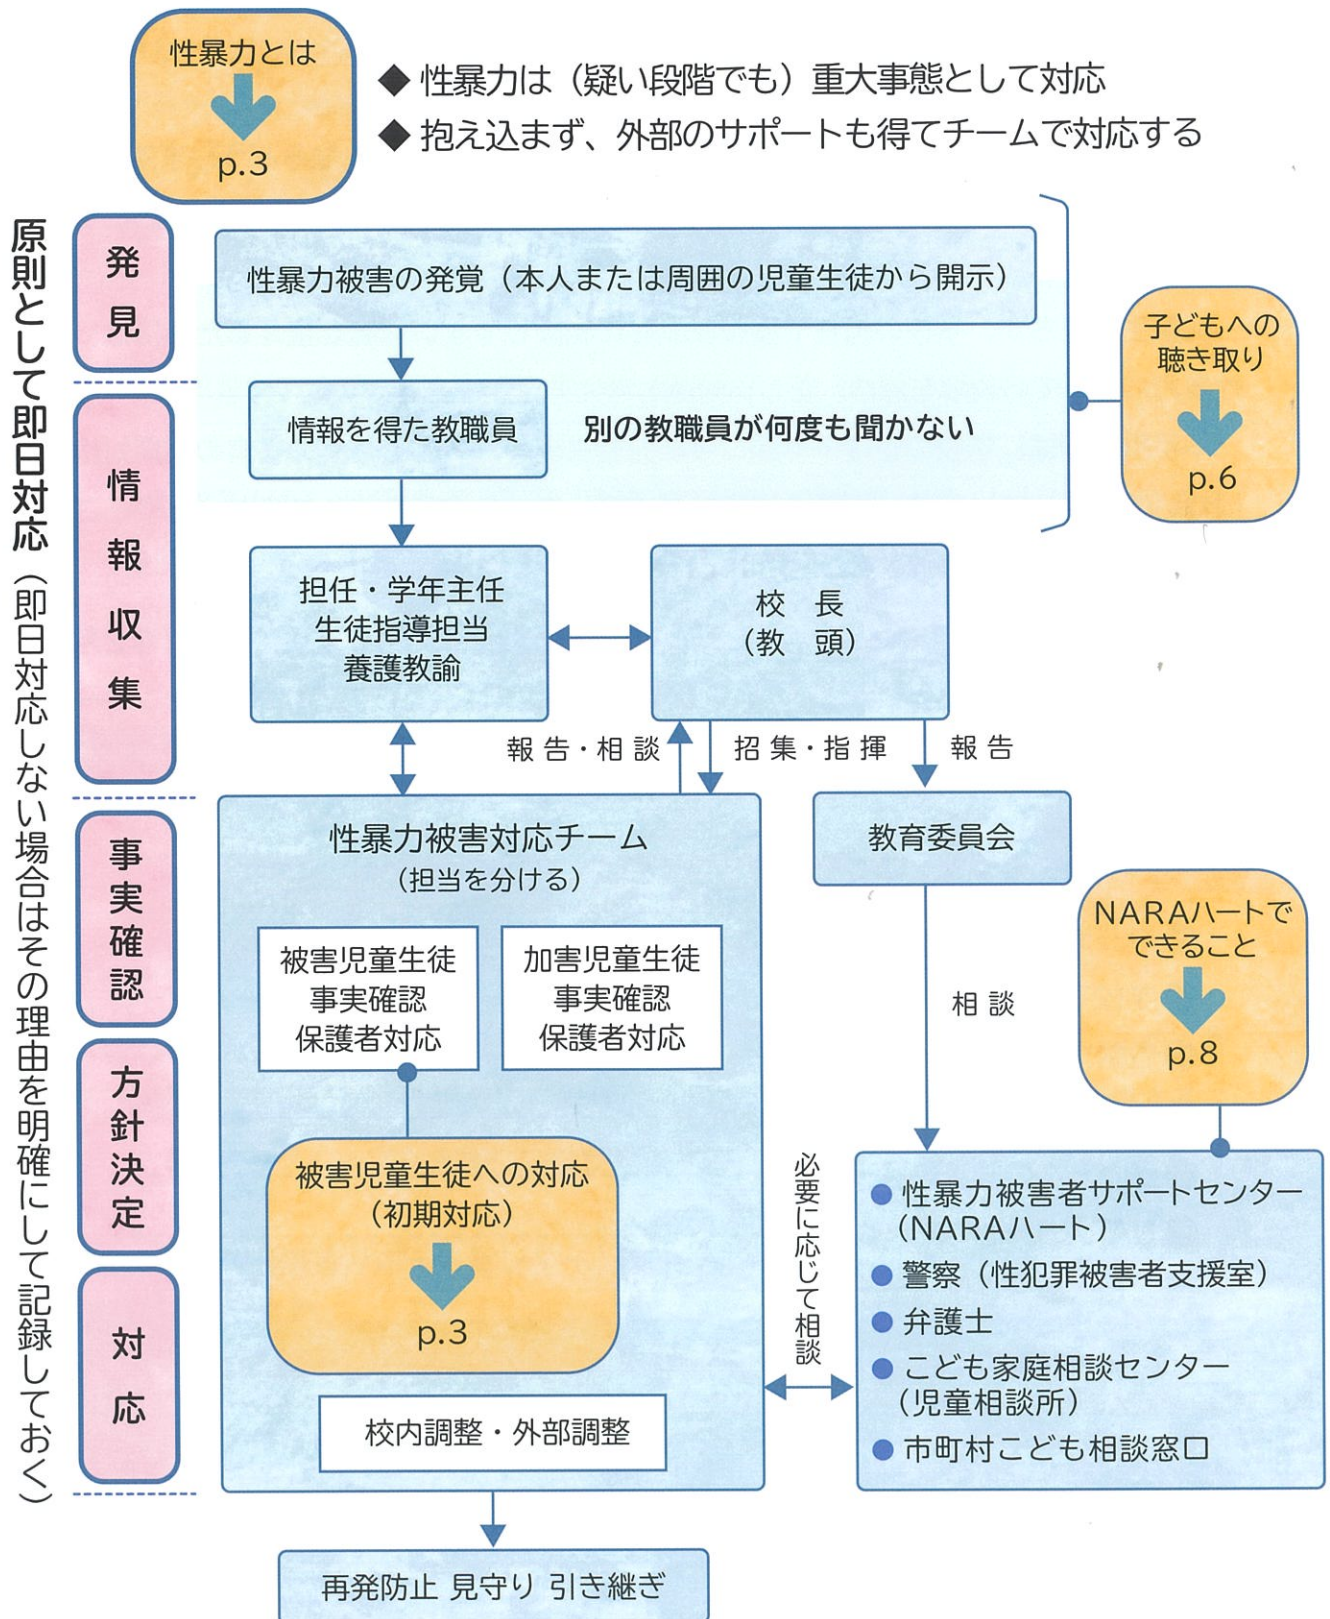 性暴力とは
p.3
◆ 性暴力は（疑い段階でも）重大事態として対応
◆ 抱え込まず、外部のサポートも得てチームで対応する
原則として即日対応（即日対応しない場合はその理由を明確にして記録しておく）
発見
性暴力被害の発覚（本人または周囲の児童生徒から開示）
情報収集
情報を得た教職員
別の教職員が何度も聞かない
子どもへの
聴き取り
p.6
担任・学年主任
生徒指導担当
養護教諭
校　長
（教　頭）
報告・相談
招集・指揮
報告
事実確認
性暴力被害対応チーム
（担当を分ける）
教育委員会
被害児童生徒
事実確認
保護者対応
加害児童生徒
事実確認
保護者対応
相談
NARAハートで
できること
p.8
方針決定
被害児童生徒への対応
（初期対応）
p.3
必要に応じて相談
● 性暴力被害者サポートセンター
（NARAハート）
● 警察（性犯罪被害者支援室）
● 弁護士
● こども家庭相談センター
（児童相談所）
● 市町村こども相談窓口
対応
校内調整・外部調整
再発防止 見守り 引き継ぎ